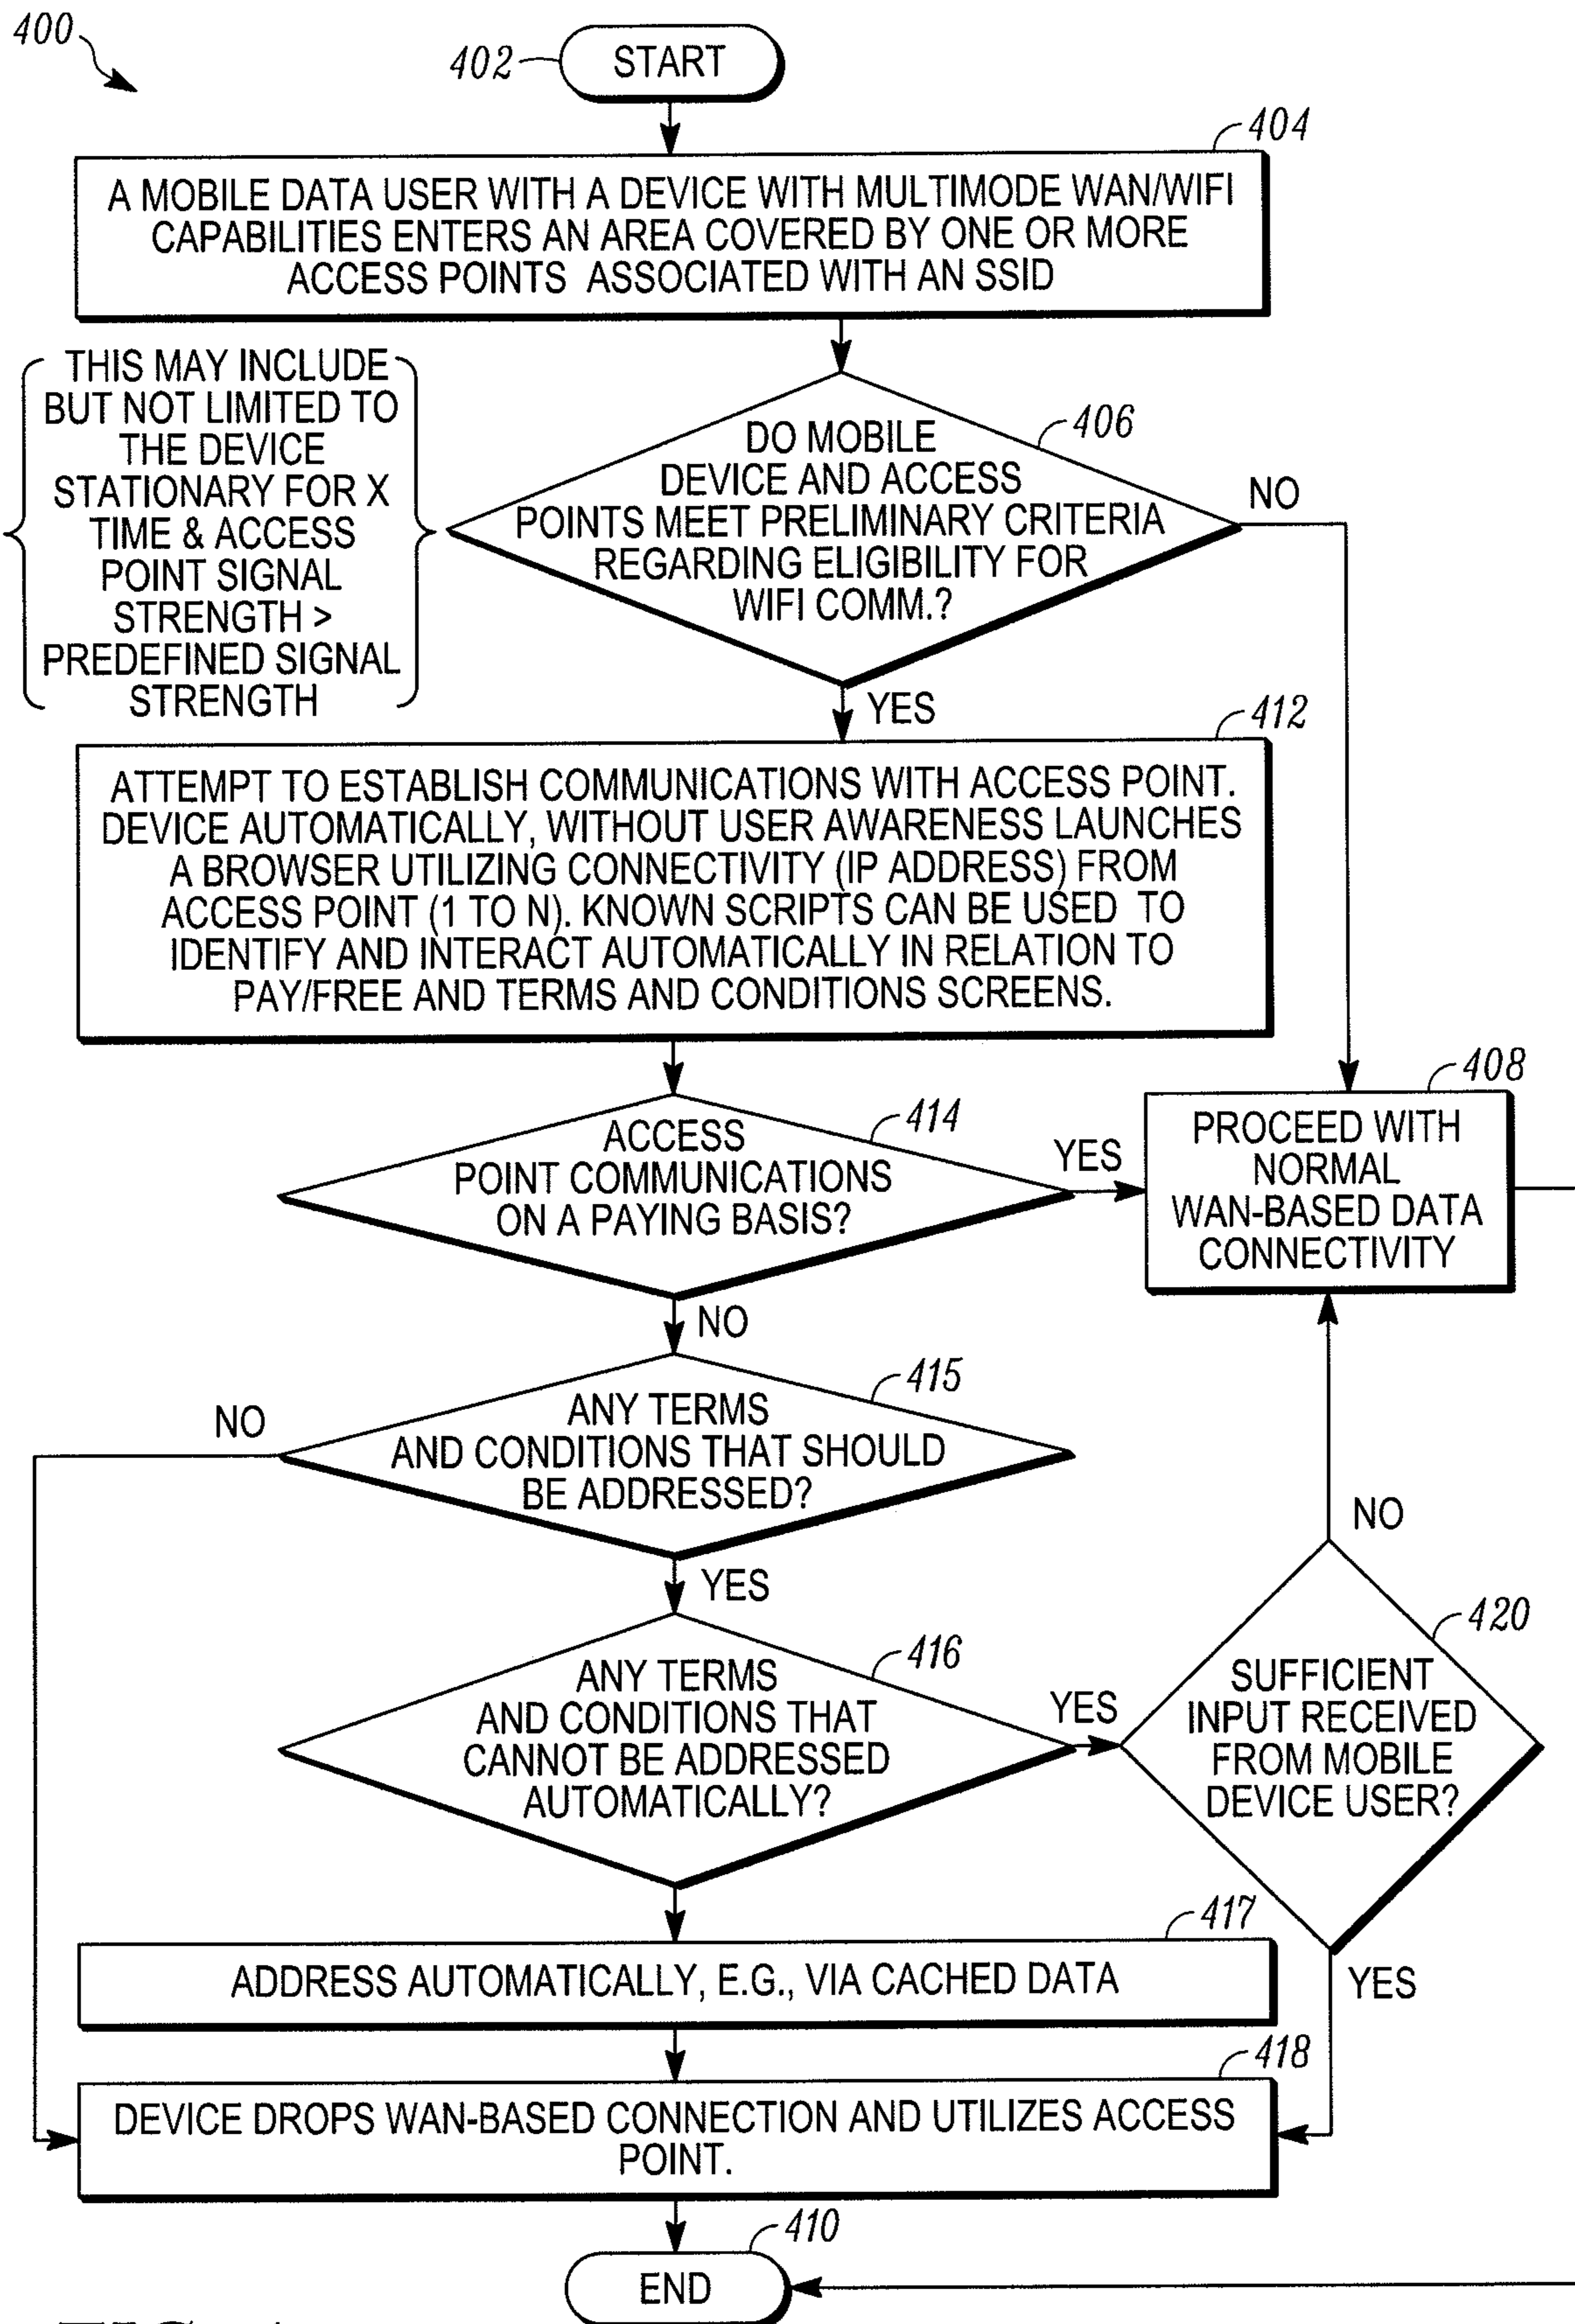 400
402
START
404
A MOBILE DATA USER WITH A DEVICE WITH MULTIMODE WAN/WIFI
CAPABILITIES ENTERS AN AREA COVERED BY ONE OR MORE
ACCESS POINTS ASSOCIATED WITH AN SSID
THIS MAY INCLUDE
BUT NOT LIMITED TO
THE DEVICE
STATIONARY FOR X
TIME & ACCESS
POINT SIGNAL
STRENGTH >
PREDEFINED SIGNAL
STRENGTH
406
DO MOBILE
DEVICE AND ACCESS
POINTS MEET PRELIMINARY CRITERIA
REGARDING ELIGIBILITY FOR
WIFI COMM.?
NO
YES
412
ATTEMPT TO ESTABLISH COMMUNICATIONS WITH ACCESS POINT.
DEVICE AUTOMATICALLY, WITHOUT USER AWARENESS LAUNCHES
A BROWSER UTILIZING CONNECTIVITY (IP ADDRESS) FROM
ACCESS POINT (1 TO N). KNOWN SCRIPTS CAN BE USED TO
IDENTIFY AND INTERACT AUTOMATICALLY IN RELATION TO
PAY/FREE AND TERMS AND CONDITIONS SCREENS.
414
ACCESS
POINT COMMUNICATIONS
ON A PAYING BASIS?
YES
408
PROCEED WITH
NORMAL
WAN-BASED DATA
CONNECTIVITY
NO
415
ANY TERMS
AND CONDITIONS THAT SHOULD
BE ADDRESSED?
NO
YES
416
ANY TERMS
AND CONDITIONS THAT
CANNOT BE ADDRESSED
AUTOMATICALLY?
YES
NO
420
SUFFICIENT
INPUT RECEIVED
FROM MOBILE
DEVICE USER?
YES
417
ADDRESS AUTOMATICALLY, E.G., VIA CACHED DATA
418
DEVICE DROPS WAN-BASED CONNECTION AND UTILIZES ACCESS
POINT.
410
END